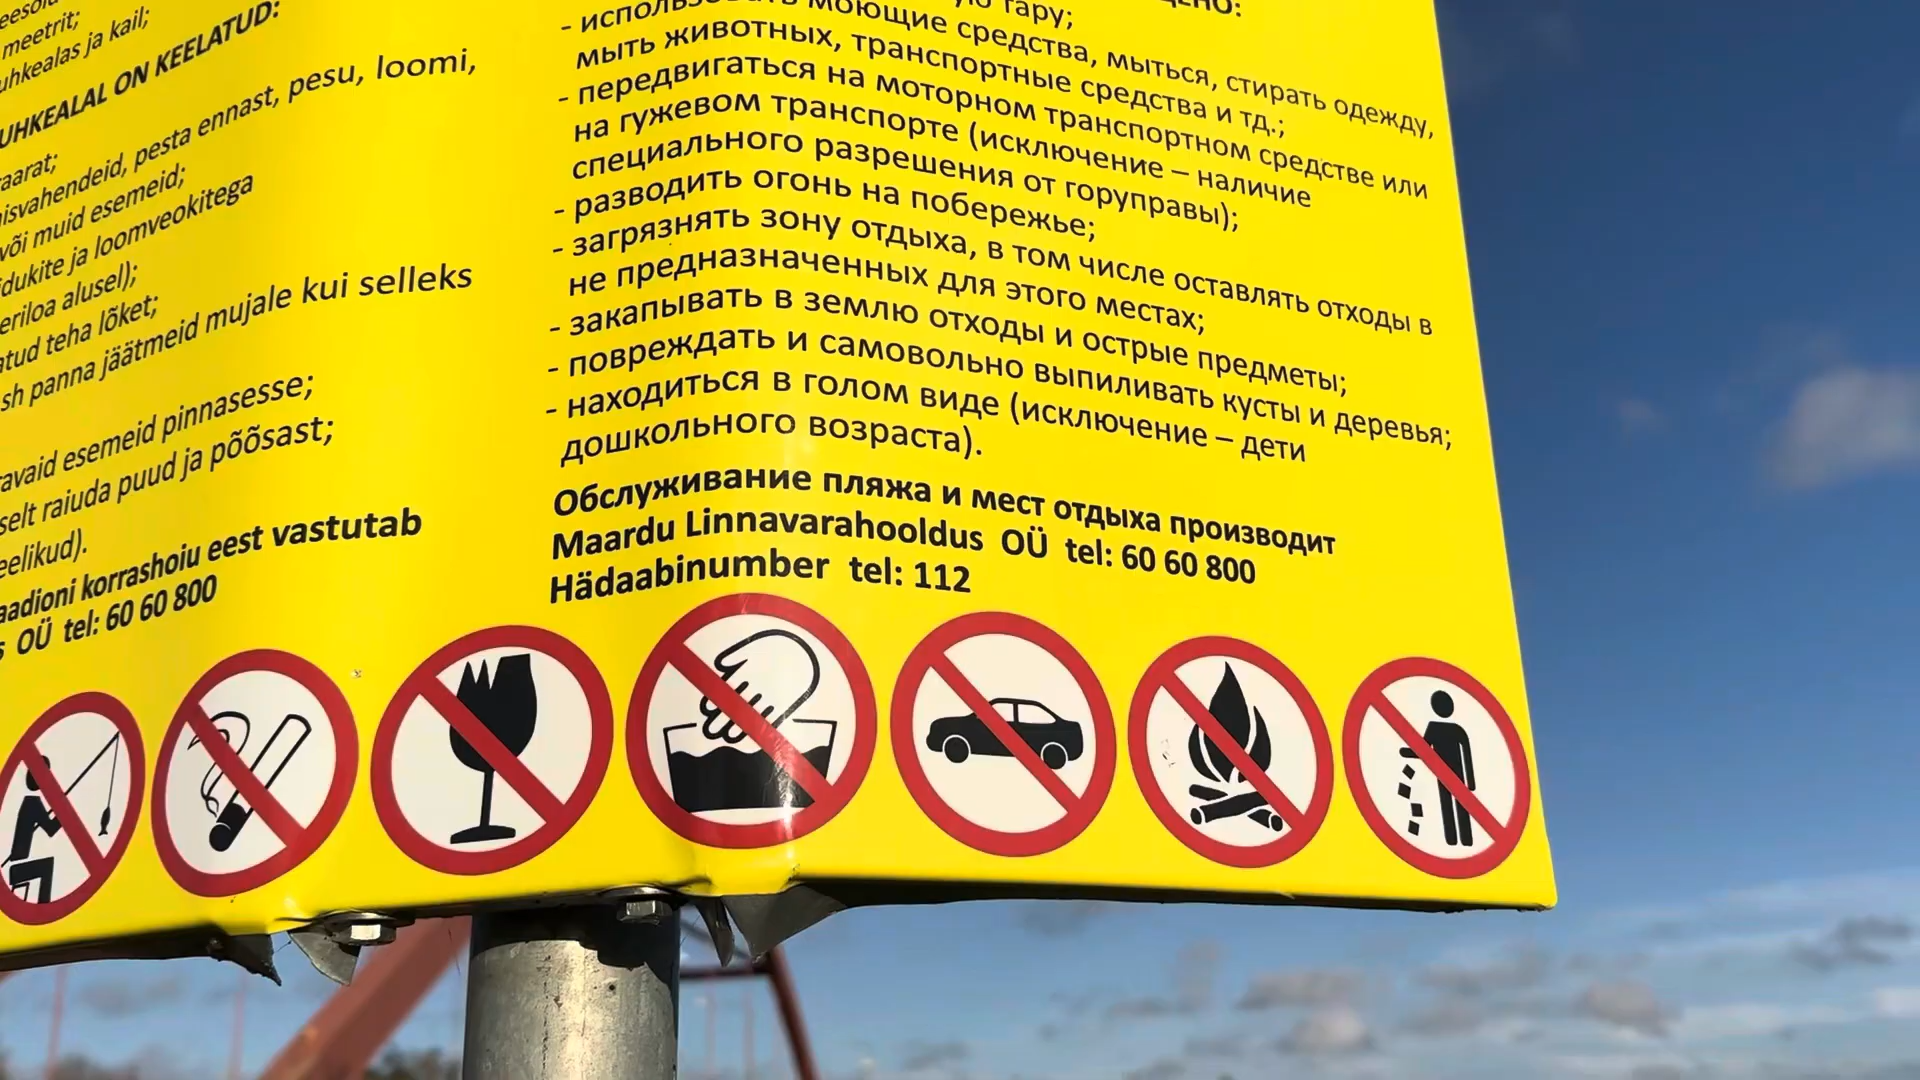 meetrit;
uhkealas ja kail;
UHKEALAL ON KEELATUD:
aarat;
isvahendeid, pesta ennast, pesu, loomi,
või muid esemeid;
dukite ja loomveokitega
eriloa alusel);
tud teha lõket;
sh panna jäätmeid mujale kui selleks
avaid esemeid pinnasesse;
selt raiuda puud ja põõsast;
eelikud).
aadioni korrashoiu eest vastutab
s OÜ tel: 60 60 800
ЕНО:
ую тару;
- использовать моющие средства, мыться, стирать одежду,
мыть животных, транспортные средства и тд.;
- передвигаться на моторном транспортном средстве или
на гужевом транспорте (исключение – наличие
специального разрешения от горуправы);
- разводить огонь на побережье;
- загрязнять зону отдыха, в том числе оставлять отходы в
не предназначенных для этого местах;
- закапывать в землю отходы и острые предметы;
- повреждать и самовольно выпиливать кусты и деревья;
- находиться в голом виде (исключение – дети
дошкольного возраста).
Обслуживание пляжа и мест отдыха производит
Maardu Linnavarahooldus OÜ tel: 60 60 800
Hädaabinumber tel: 112